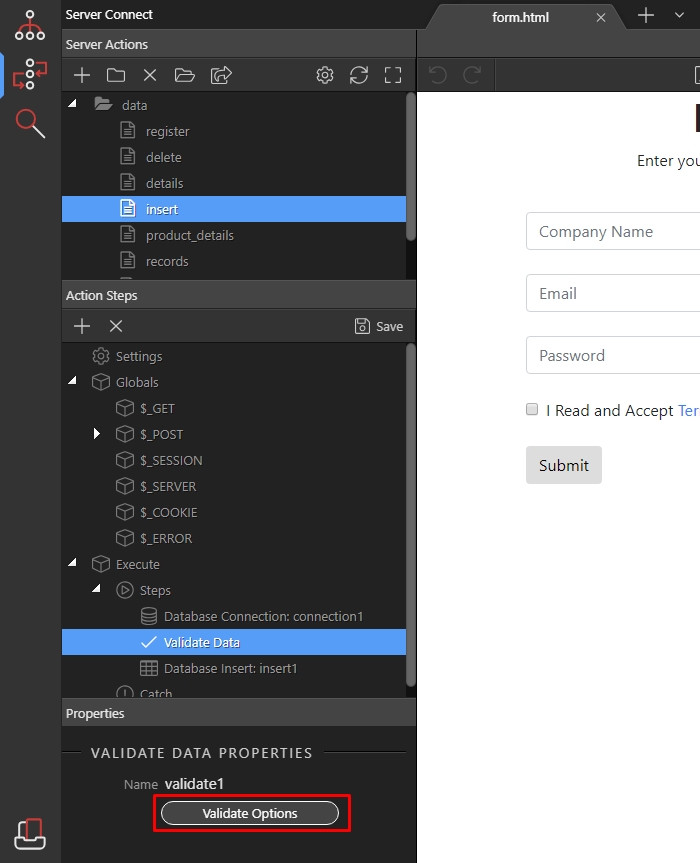 Server Connect
Server Actions
data
register
delete
details
insert
product_details
records
Action Steps
Save
Settings
Globals
$_GET
$_POST
$_SESSION
$_SERVER
$_COOKIE
$_ERROR
Execute
Steps
Database Connection: connection1
Validate Data
Database Insert: insert1
Catch
Properties
VALIDATE DATA PROPERTIES
Name validate1
Validate Options
form.html
Enter you
Company Name
Email
Password
I Read and Accept Ter
Submit